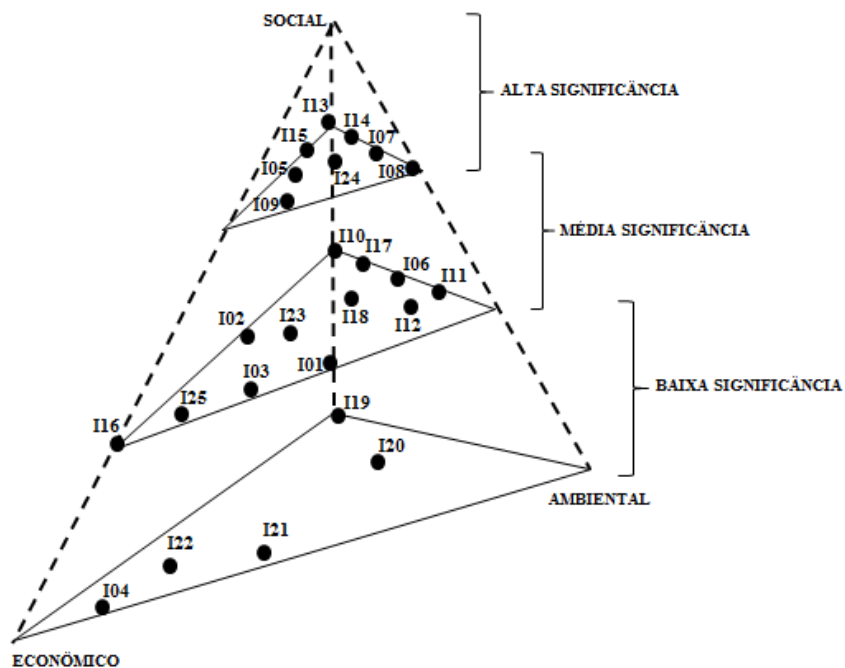 SOCIAL
ALTA SIGNIFICÂNCIA
I13
I14
I15
I07
I05
I24
I08
I09
MÉDIA SIGNIFICÂNCIA
I10
I17
I06
I11
I02
I23
I18
I12
I01
I03
BAIXA SIGNIFICÂNCIA
I25
I16
I19
I20
AMBIENTAL
I22
I21
I04
ECONÔMICO